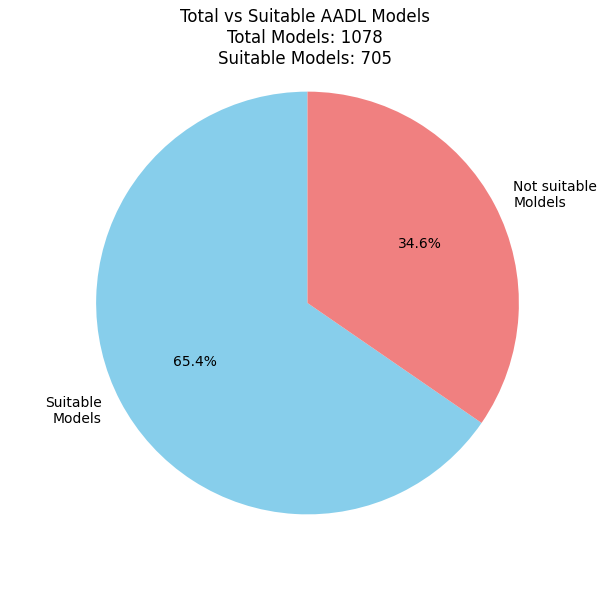 Total vs Suitable AADL Models
Total Models: 1078
Suitable Models: 705
Not suitable
Moldels
34.6%
65.4%
Suitable
Models